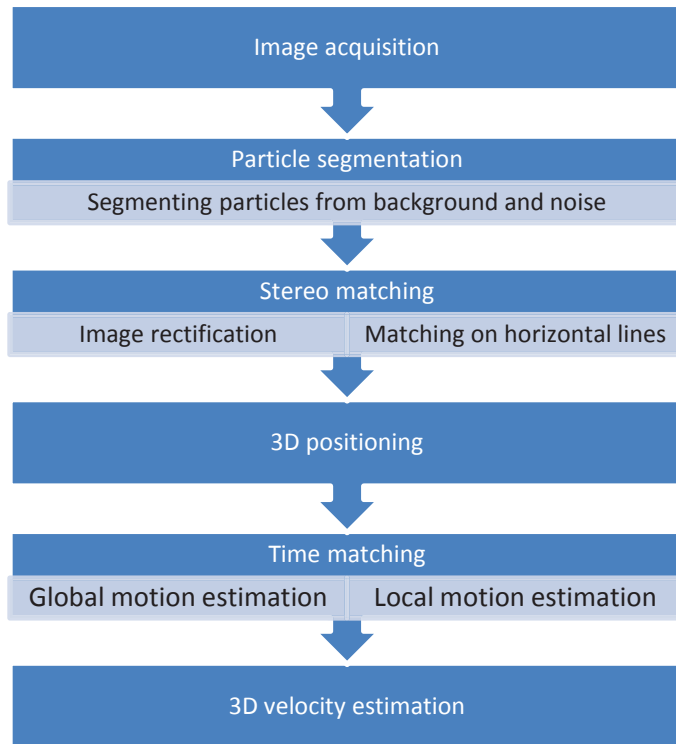 Image acquisition
Particle segmentation
Segmenting particles from background and noise
Stereo matching
Image rectification
Matching on horizontal lines
3D positioning
Time matching
Global motion estimation
Local motion estimation
3D velocity estimation